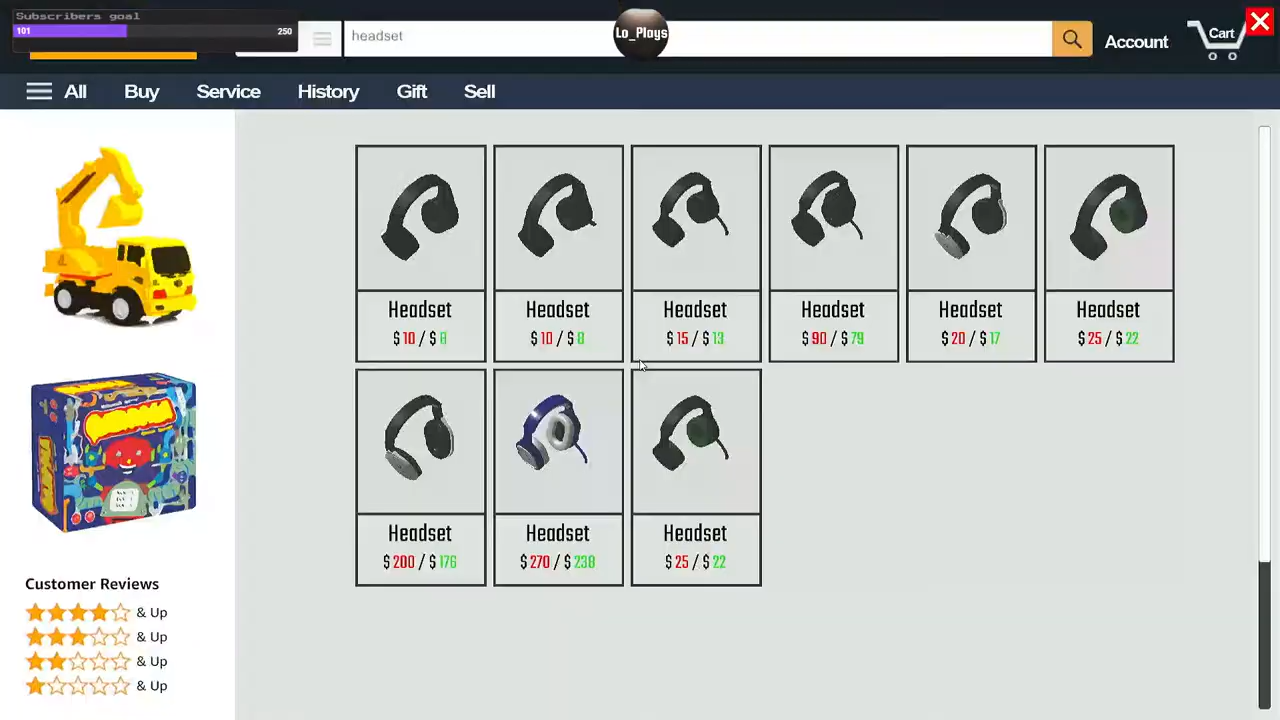 Subscribers goal
101 250
headset
Lo_Plays
Account
Cart
All Buy Service History Gift Sell
Headset Headset Headset Headset Headset Headset
$ 10 / $ 8 $ 10 / $ 8 $ 15 / $ 13 $ 90 / $ 79 $ 20 / $ 17 $ 25 / $ 22
Headset Headset Headset
$ 200 / $ 176 $ 270 / $ 238 $ 25 / $ 22
Customer Reviews
& Up
& Up
& Up
& Up